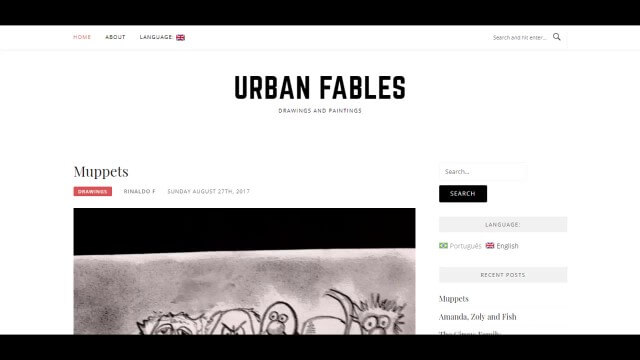 HOME ABOUT LANGUAGE: Search and hit enter...
URBAN FABLES
DRAWINGS AND PAINTINGS
Muppets
DRAWINGS RINALDO F SUNDAY AUGUST 27TH, 2017
Search...
SEARCH
LANGUAGE:
Português English
RECENT POSTS
Muppets
Amanda, Zoly and Fish